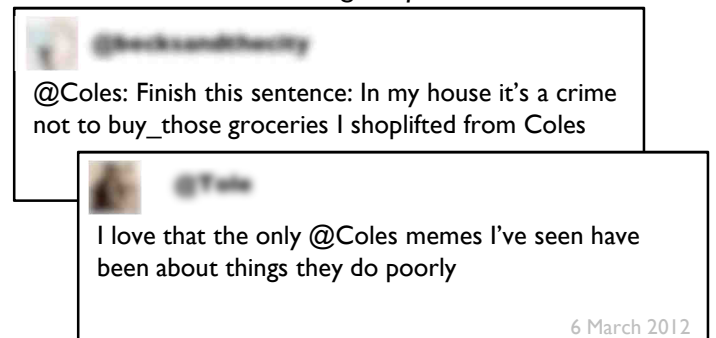 @becksandthecity
@Coles: Finish this sentence: In my house it's a crime
not to buy_those groceries I shoplifted from Coles
I love that the only @Coles memes I've seen have
been about things they do poorly
6 March 2012